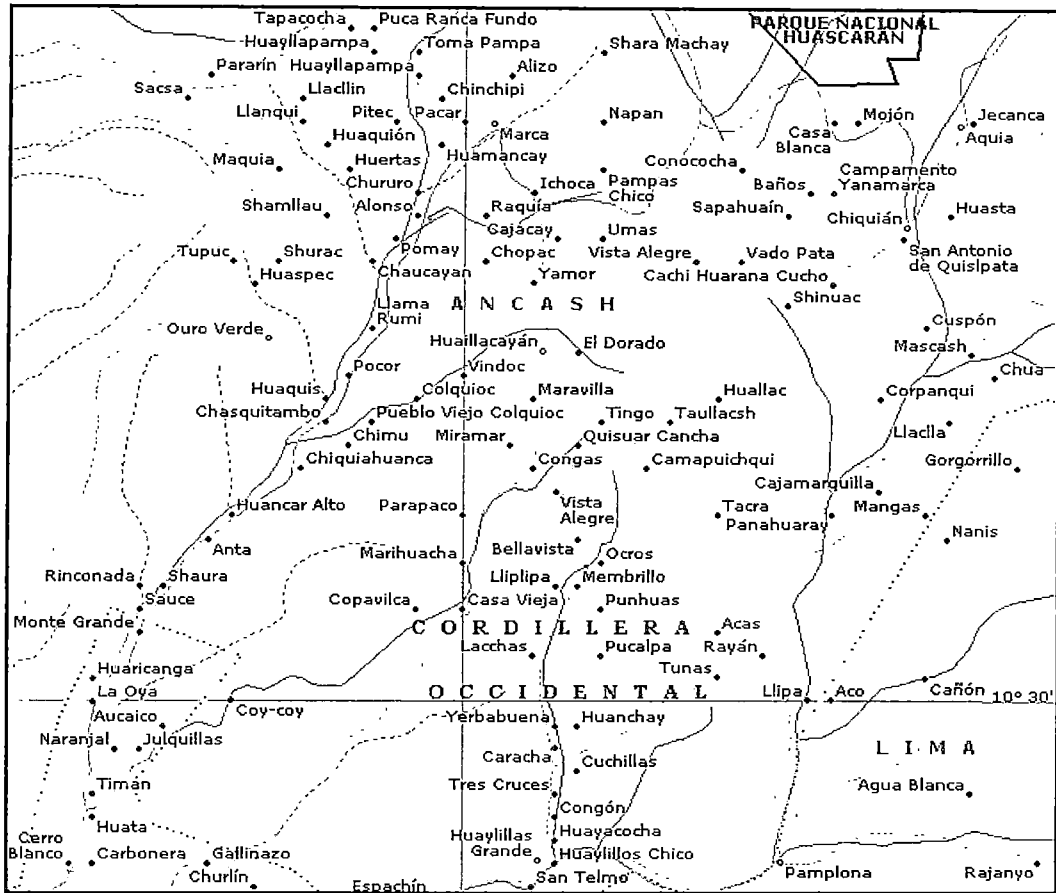 Tapacocha
Puca Ranca Fundo
PARQUE NACIONAL
HUASCARAN
Huayllapampa
Toma Pampa
Shara Machay
Pararín
Huayllapampa
Alizo
Sacsa
Llacllin
Chinchipi
Llanqui
Pitec
Pacar
Marca
Napan
Casa
Blanca
Mojón
Jecanca
Aquia
Huaquión
Huamancay
Maquia
Huertas
Conococha
Campamento
Yanamarca
Chururo
Ichoca
Pampas
Chico
Baños
Shamllau
Alonso
Raquía
Sapahuaín
Chiquián
Huasta
Cajacay
Umas
Tupuc
Shurac
Pomay
Chopac
Vista Alegre
Vado Pata
San Antonio
de Quislpata
Huaspec
Chaucayan
Yamor
Cachi Huarana Cucho
Llama
Rumi
ANCASH
Shinuac
Ouro Verde
Huaillacayán
El Dorado
Cuspón
Mascash
Pocor
Vindoc
Chua
Huaquis
Colquioc
Maravilla
Huallac
Corpanqui
Chasquitambo
Pueblo Viejo Colquioc
Tingo
Taullacsh
Llaclla
Chimu
Miramar
Quisuar Cancha
Chiquiahuanca
Congas
Camapuichqui
Gorgorrillo
Cajamarquilla
Huancar Alto
Parapaco
Vista
Alegre
Tacra
Panahuaray
Mangas
Anta
Bellavista
Nanis
Marihuacha
Ocros
Rinconada
Shaura
Lliplipa
Membrillo
Sauce
Copavilca
Casa Vieja
Punhuas
Monte Grande
CORDILLERA
Acas
Lacchas
Pucalpa
Rayán
Huaricanga
Tunas
La Oya
OCCIDENTAL
Llipa
Aco
Cañón
10° 30'
Aucaico
Coy-coy
Yerbabuena
Huanchay
Naranjal
Julquillas
Caracha
LIMA
Cuchillas
Timán
Tres Cruces
Agua Blanca
Congón
Huata
Huayacocha
Cerro
Blanco
Carbonera
Gallinazo
Huaylillas
Grande
Huaylillos Chico
Pamplona
Rajanyo
Churlín
Espachín
San Telmo